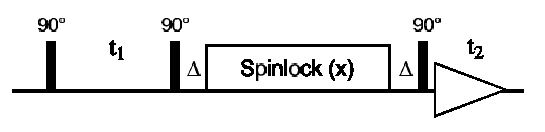 90° 90° 90°
t₁ t₂
Δ Spinlock (x) Δ